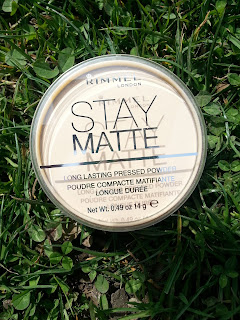 RIMMEL
LONDON
STAY
MATTE
LONG LASTING PRESSED POWDER
POUDRE COMPACTE MATIFIANTE
LONGUE DURÉE
Net Wt. 0.49 oz 14 g